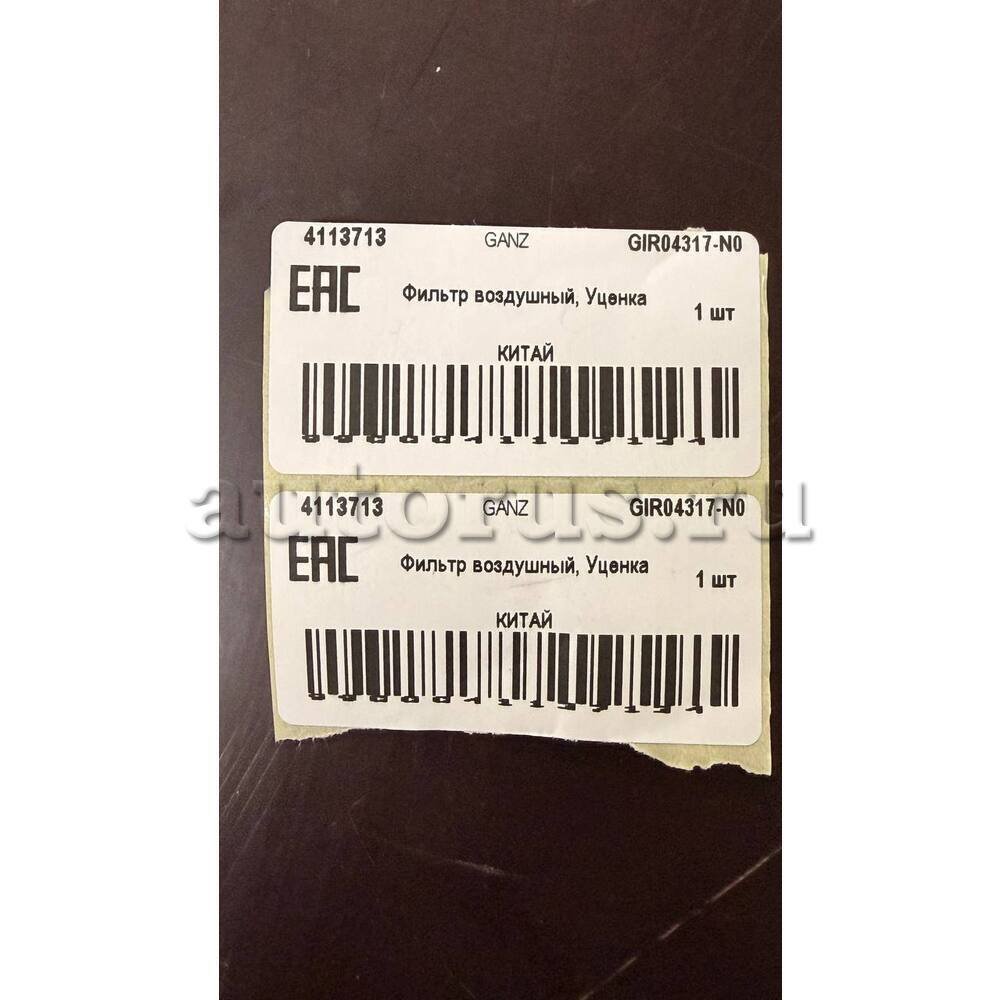 4113713 GANZ GIR04317-N0
EAC Фильтр воздушный, Уценка
1 шт
КИТАЙ
autorus.ru
4113713 GANZ GIR04317-N0
EAC Фильтр воздушный, Уценка
1 шт
КИТАЙ